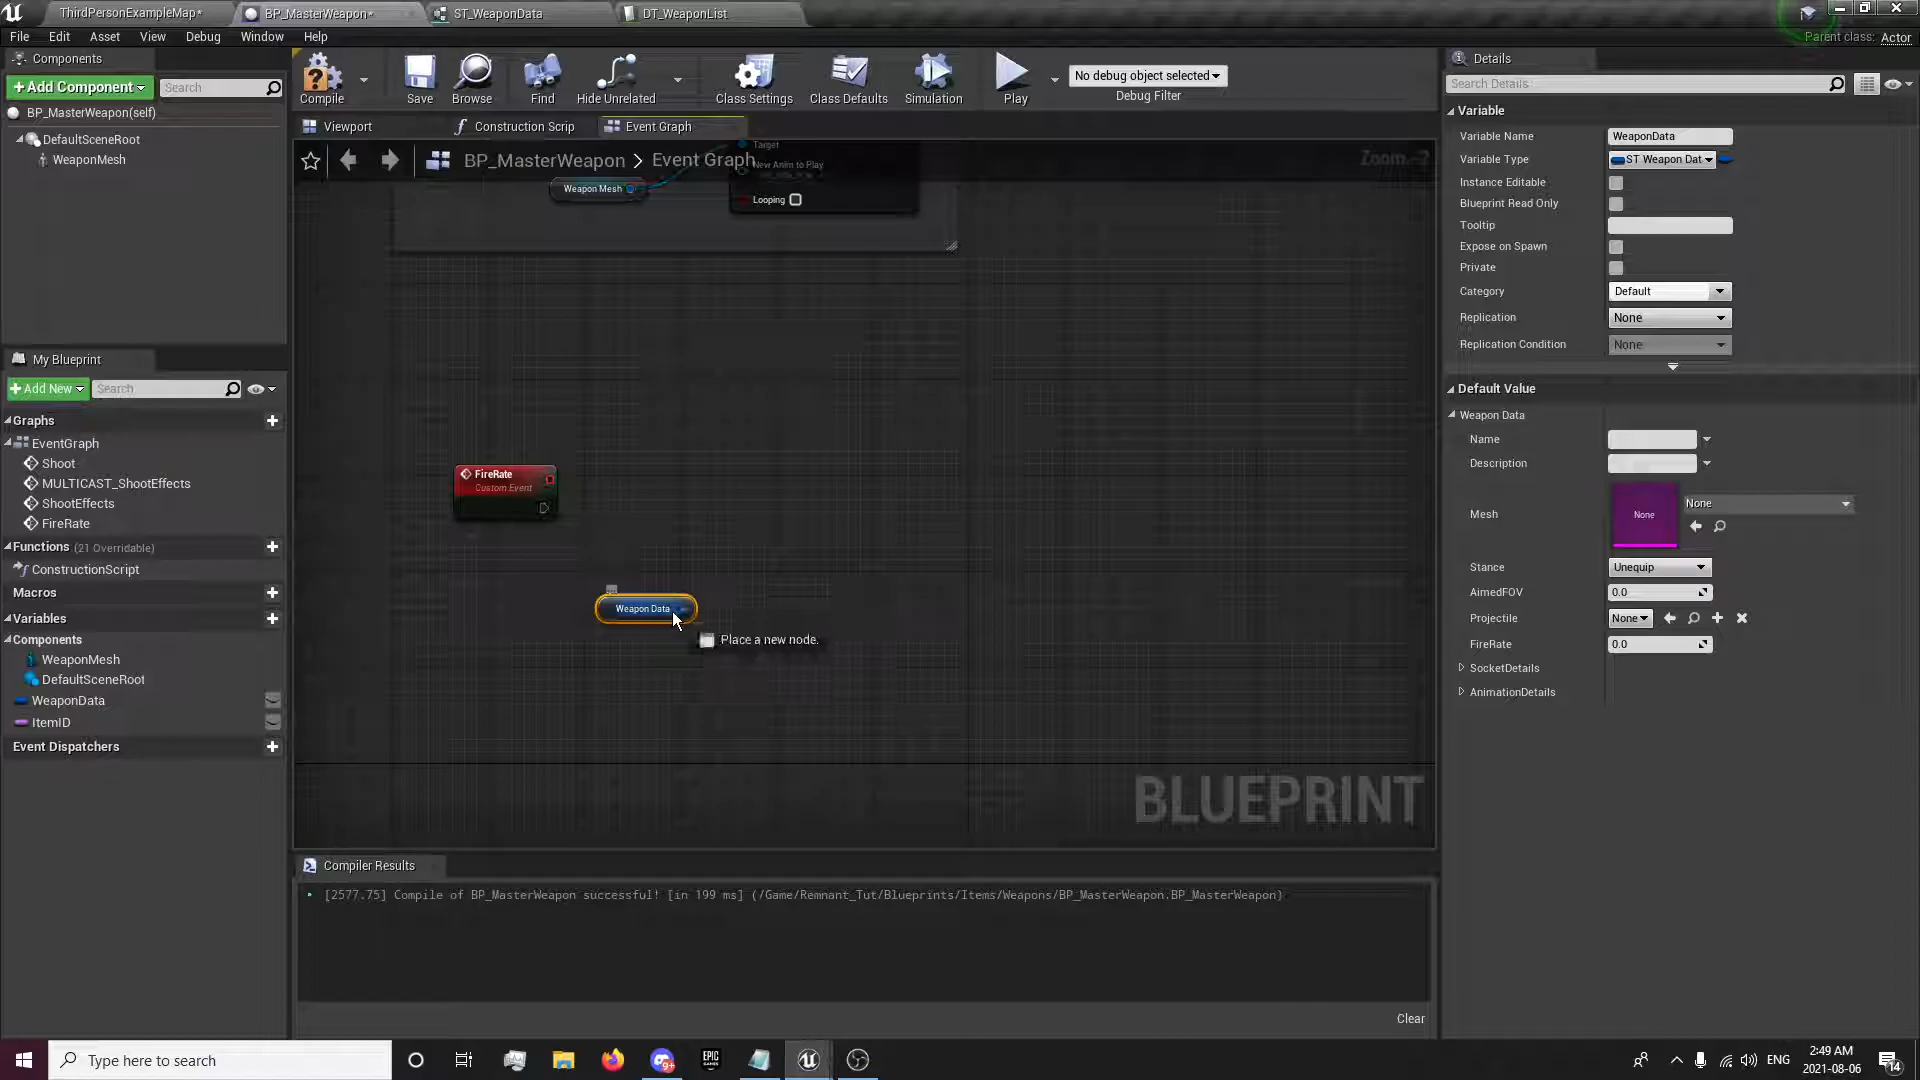 ThirdPersonExampleMap*
BP_MasterWeapon*
ST_WeaponData
DT_WeaponList
File Edit Asset View Debug Window Help
Parent class: Actor
Components
+Add Component
Search
BP_MasterWeapon(self)
DefaultSceneRoot
WeaponMesh
Compile
Save
Browse
Find
Hide Unrelated
Class Settings
Class Defaults
Simulation
Play
No debug object selected
Debug Filter
Viewport
Construction Scrip
Event Graph
BP_MasterWeapon > Event Graph
Zoom -2
Target
New Anim to Play
Weapon Mesh
Looping
FireRate
Custom Event
Weapon Data
Place a new node.
BLUEPRINT
My Blueprint
+Add New
Search
Graphs
EventGraph
Shoot
MULTICAST_ShootEffects
ShootEffects
FireRate
Functions (21 Overridable)
ConstructionScript
Macros
Variables
Components
WeaponMesh
DefaultSceneRoot
WeaponData
ItemID
Event Dispatchers
Compiler Results
[2577.75] Compile of BP_MasterWeapon successful! [in 199 ms] (/Game/Remnant_Tut/Blueprints/Items/Weapons/BP_MasterWeapon.BP_MasterWeapon)
Clear
Details
Search Details
Variable
Variable Name WeaponData
Variable Type ST Weapon Dat
Instance Editable
Blueprint Read Only
Tooltip
Expose on Spawn
Private
Category Default
Replication None
Replication Condition None
Default Value
Weapon Data
Name
Description
Mesh None None
Stance Unequip
AimedFOV 0.0
Projectile None
FireRate 0.0
SocketDetails
AnimationDetails
Type here to search
EPIC
GAMES
9+
ENG
2:49 AM
2021-08-06
14